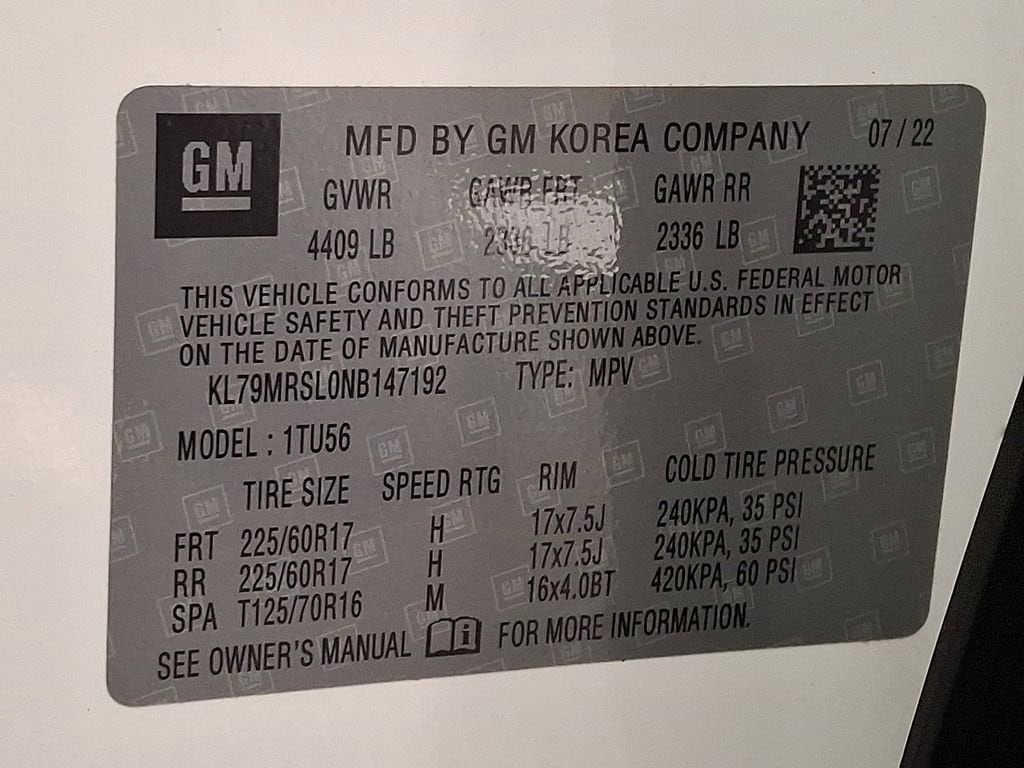 GM MFD BY GM KOREA COMPANY 07/22
GVWR GAWR FRT GAWR RR
4409 LB 2336 LB 2336 LB
THIS VEHICLE CONFORMS TO ALL APPLICABLE U.S. FEDERAL MOTOR
VEHICLE SAFETY AND THEFT PREVENTION STANDARDS IN EFFECT
ON THE DATE OF MANUFACTURE SHOWN ABOVE.
KL79MRSL0NB147192 TYPE: MPV
MODEL : 1TU56
TIRE SIZE SPEED RTG RIM COLD TIRE PRESSURE
FRT 225/60R17 H 17x7.5J 240KPA, 35 PSI
RR 225/60R17 H 17x7.5J 240KPA, 35 PSI
SPA T125/70R16 M 16x4.0BT 420KPA, 60 PSI
SEE OWNER'S MANUAL i FOR MORE INFORMATION.